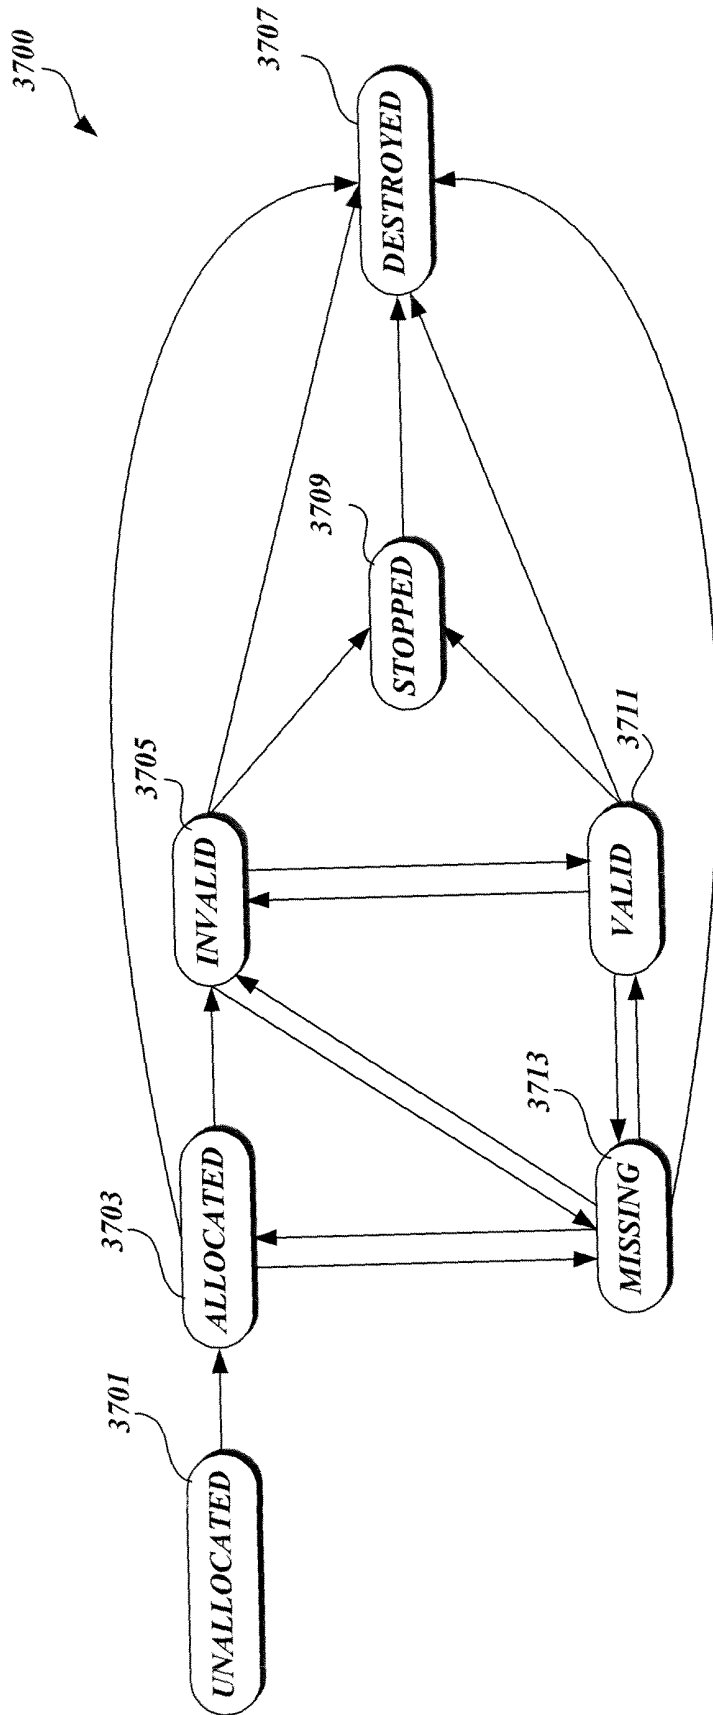 3700
3701
UNALLOCATED
3703
ALLOCATED
3705
INVALID
3707
DESTROYED
3709
STOPPED
3711
VALID
3713
MISSING